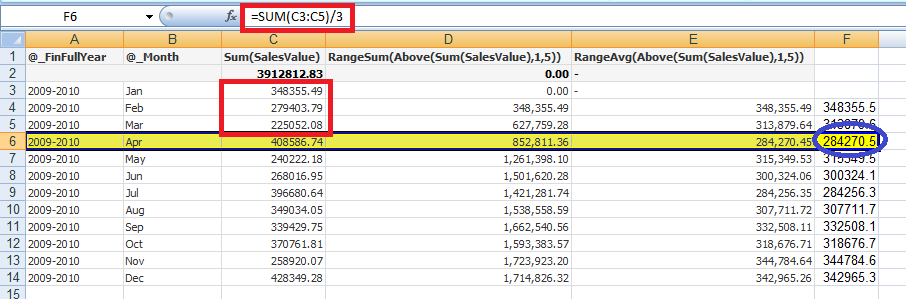 F6 fx =SUM(C3:C5)/3
A B C D E F
1 @_FinFullYear @_Month Sum(SalesValue) RangeSum(Above(Sum(SalesValue),1,5)) RangeAvg(Above(Sum(SalesValue),1,5))
2 3912812.83 0.00 -
3 2009-2010 Jan 348355.49 0.00 -
4 2009-2010 Feb 279403.79 348,355.49 348,355.49 348355.5
5 2009-2010 Mar 225052.08 627,759.28 313,879.64 313879.6
6 2009-2010 Apr 408586.74 852,811.36 284,270.45 284270.5
7 2009-2010 May 240222.18 1,261,398.10 315,349.53 315349.5
8 2009-2010 Jun 268016.95 1,501,620.28 300,324.06 300324.1
9 2009-2010 Jul 396680.64 1,421,281.74 284,256.35 284256.3
10 2009-2010 Aug 349034.05 1,538,558.59 307,711.72 307711.7
11 2009-2010 Sep 339429.75 1,662,540.56 332,508.11 332508.1
12 2009-2010 Oct 370761.81 1,593,383.57 318,676.71 318676.7
13 2009-2010 Nov 258920.07 1,723,923.20 344,784.64 344784.6
14 2009-2010 Dec 428349.28 1,714,826.32 342,965.26 342965.3
15